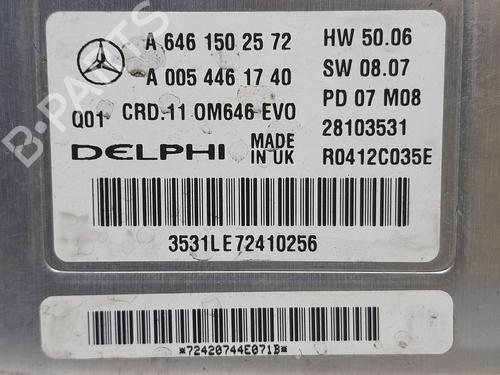 A 646 150 25 72 HW 50.06
A 005 446 17 40 SW 08.07
Q01 CRD.11 OM646 EVO PD 07 M08
DELPHI MADE IN UK 28103531
R0412C035E
3531LE72410256
*72420744E071B*
B-PARTS